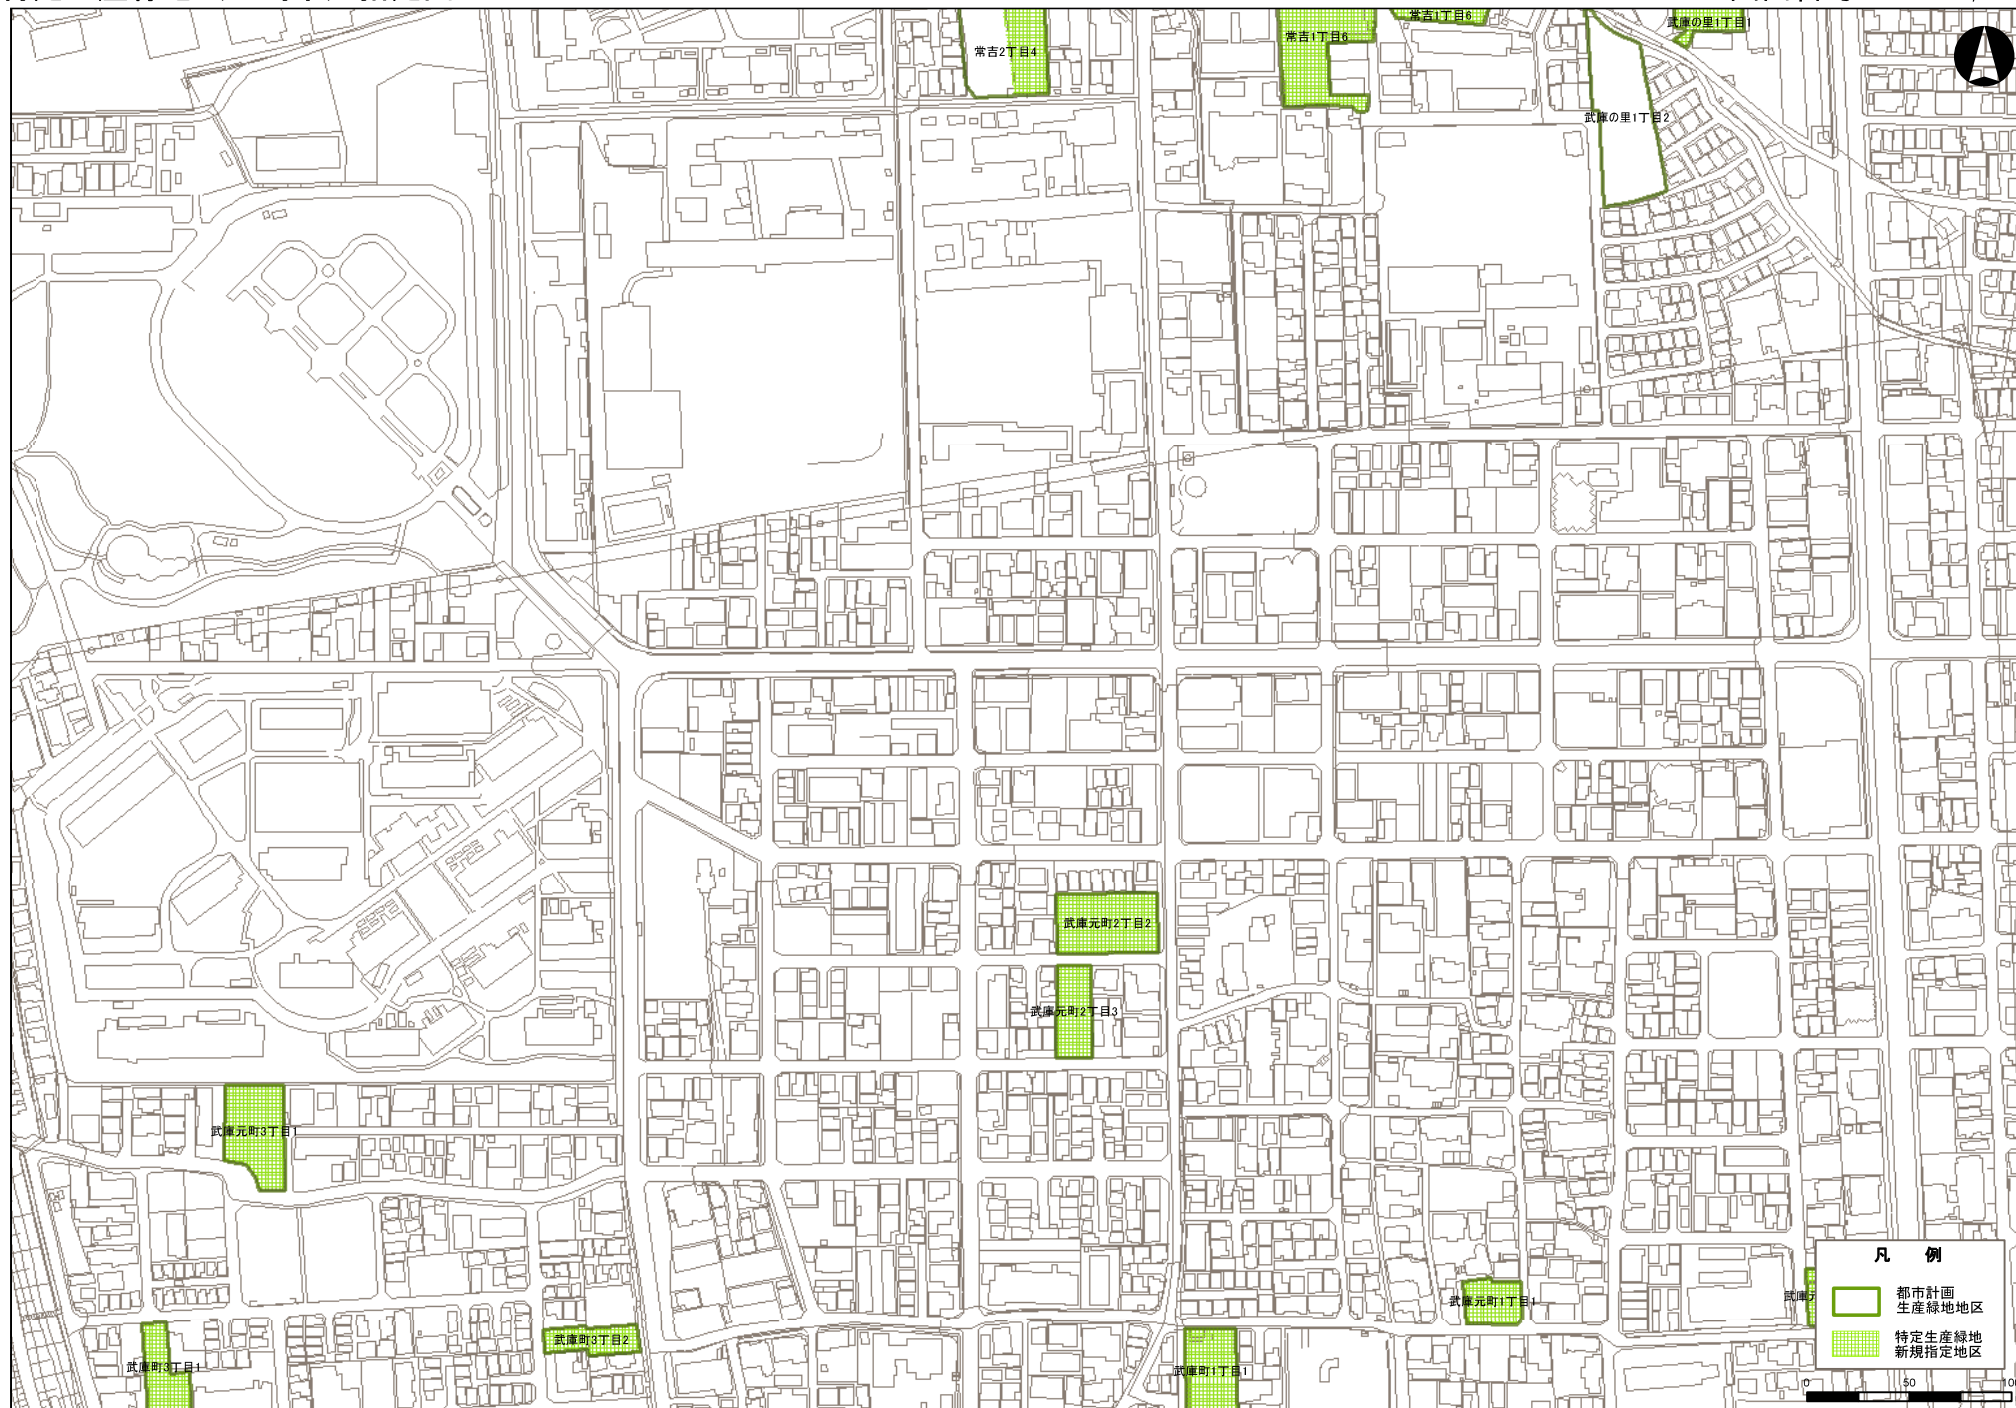 常吉2丁目4
常吉1丁目6
常吉1丁目6
武庫の里1丁目1
武庫の里1丁目2
武庫元町2丁目2
武庫元町2丁目3
武庫元町3丁目1
武庫元町1丁目1
武庫元
武庫町3丁目2
武庫町3丁目1
武庫町1丁目1
凡 例
都市計画
生産緑地地区
特定生産緑地
新規指定地区
0 50 100